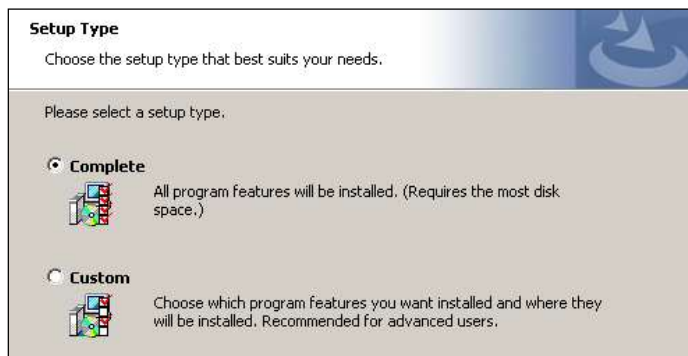 Setup Type
Choose the setup type that best suits your needs.
Please select a setup type.
Complete
All program features will be installed. (Requires the most disk
space.)
Custom
Choose which program features you want installed and where they
will be installed. Recommended for advanced users.